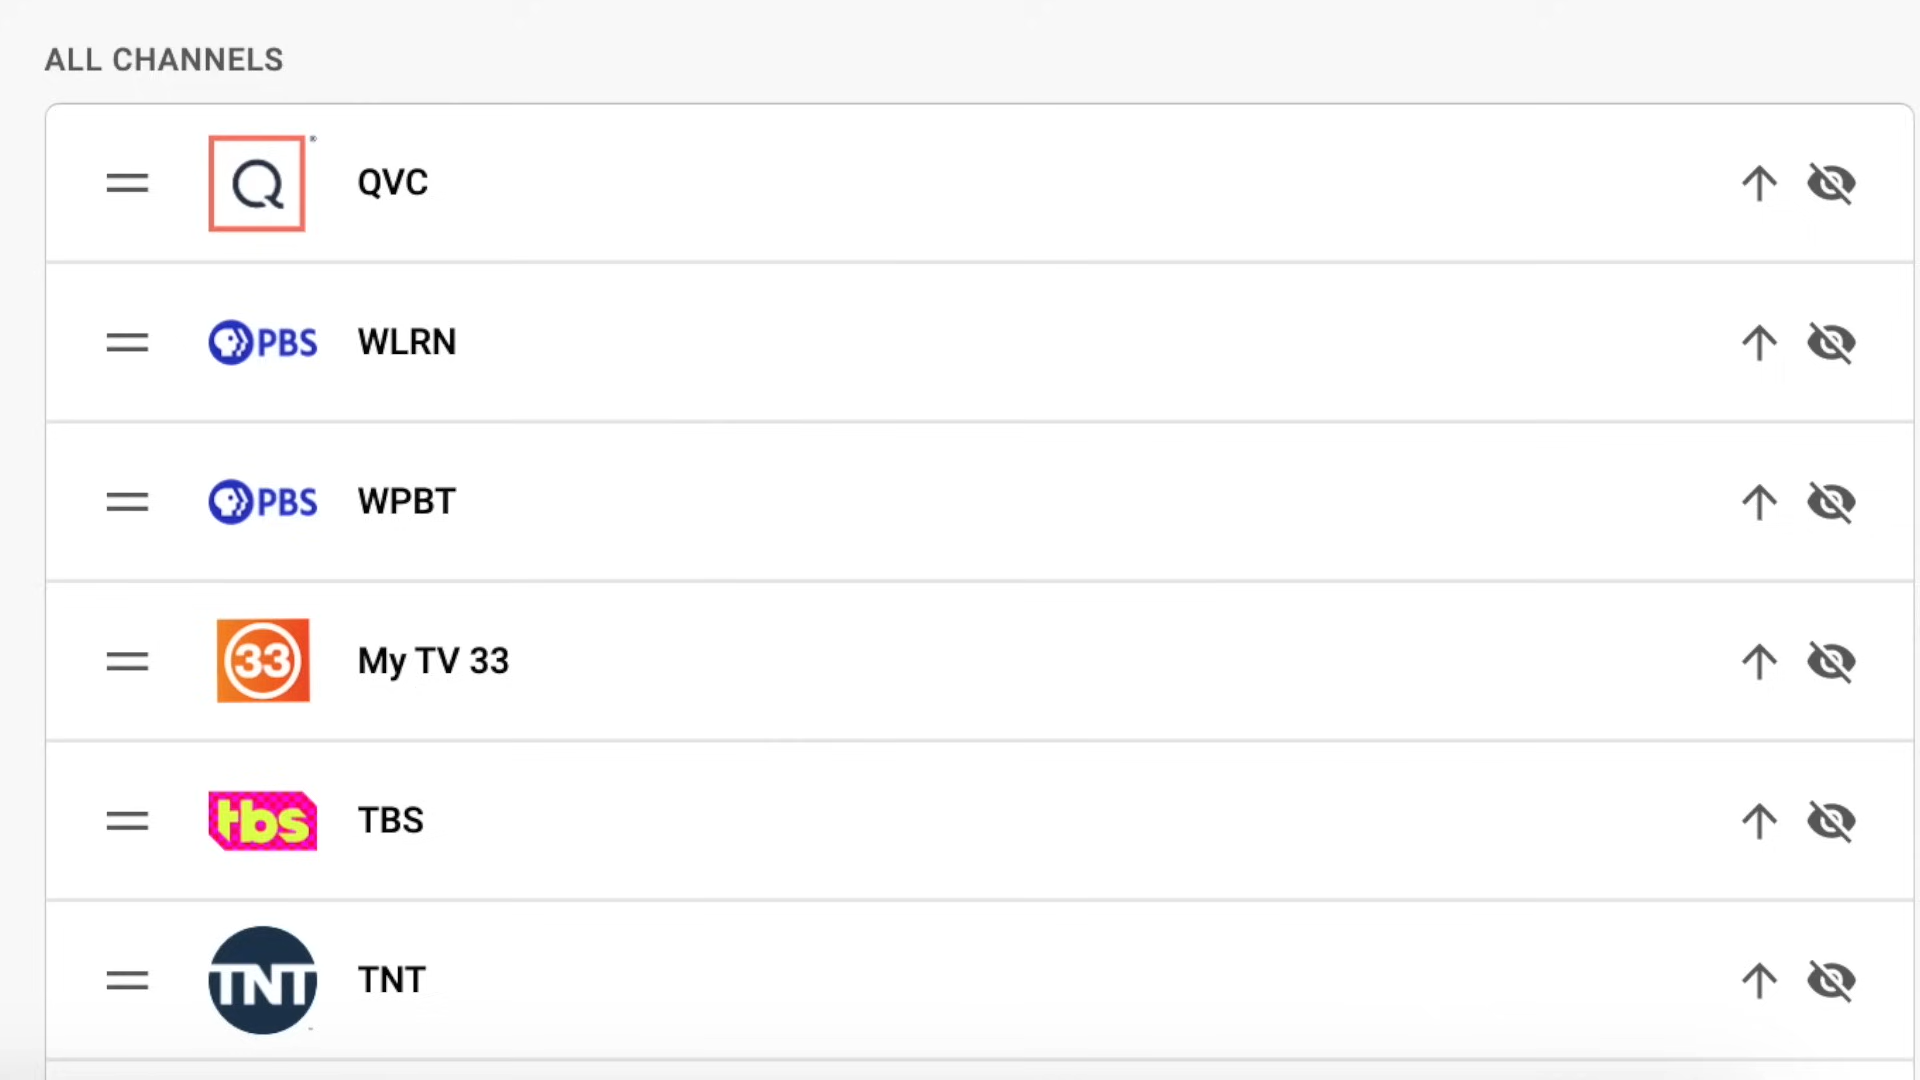 ALL CHANNELS
Q ® QVC
PBS WLRN
PBS WPBT
33 My TV 33
tbs TBS
TNT TNT